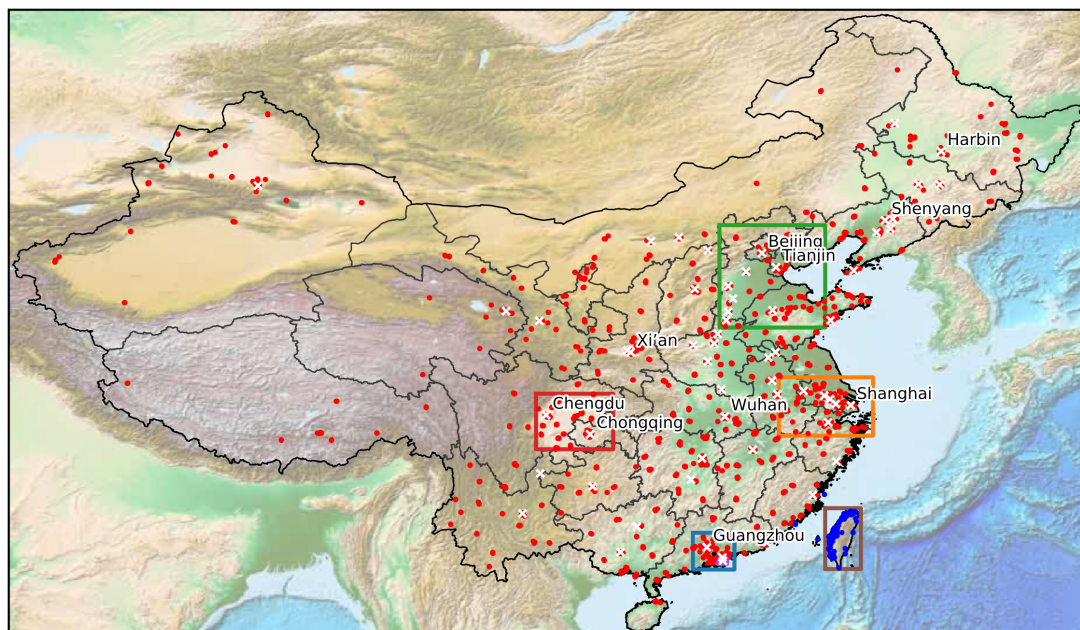 Harbin
Shenyang
Beijing
Tianjin
Xi'an
Chengdu
Chongqing
Wuhan
Shanghai
Guangzhou